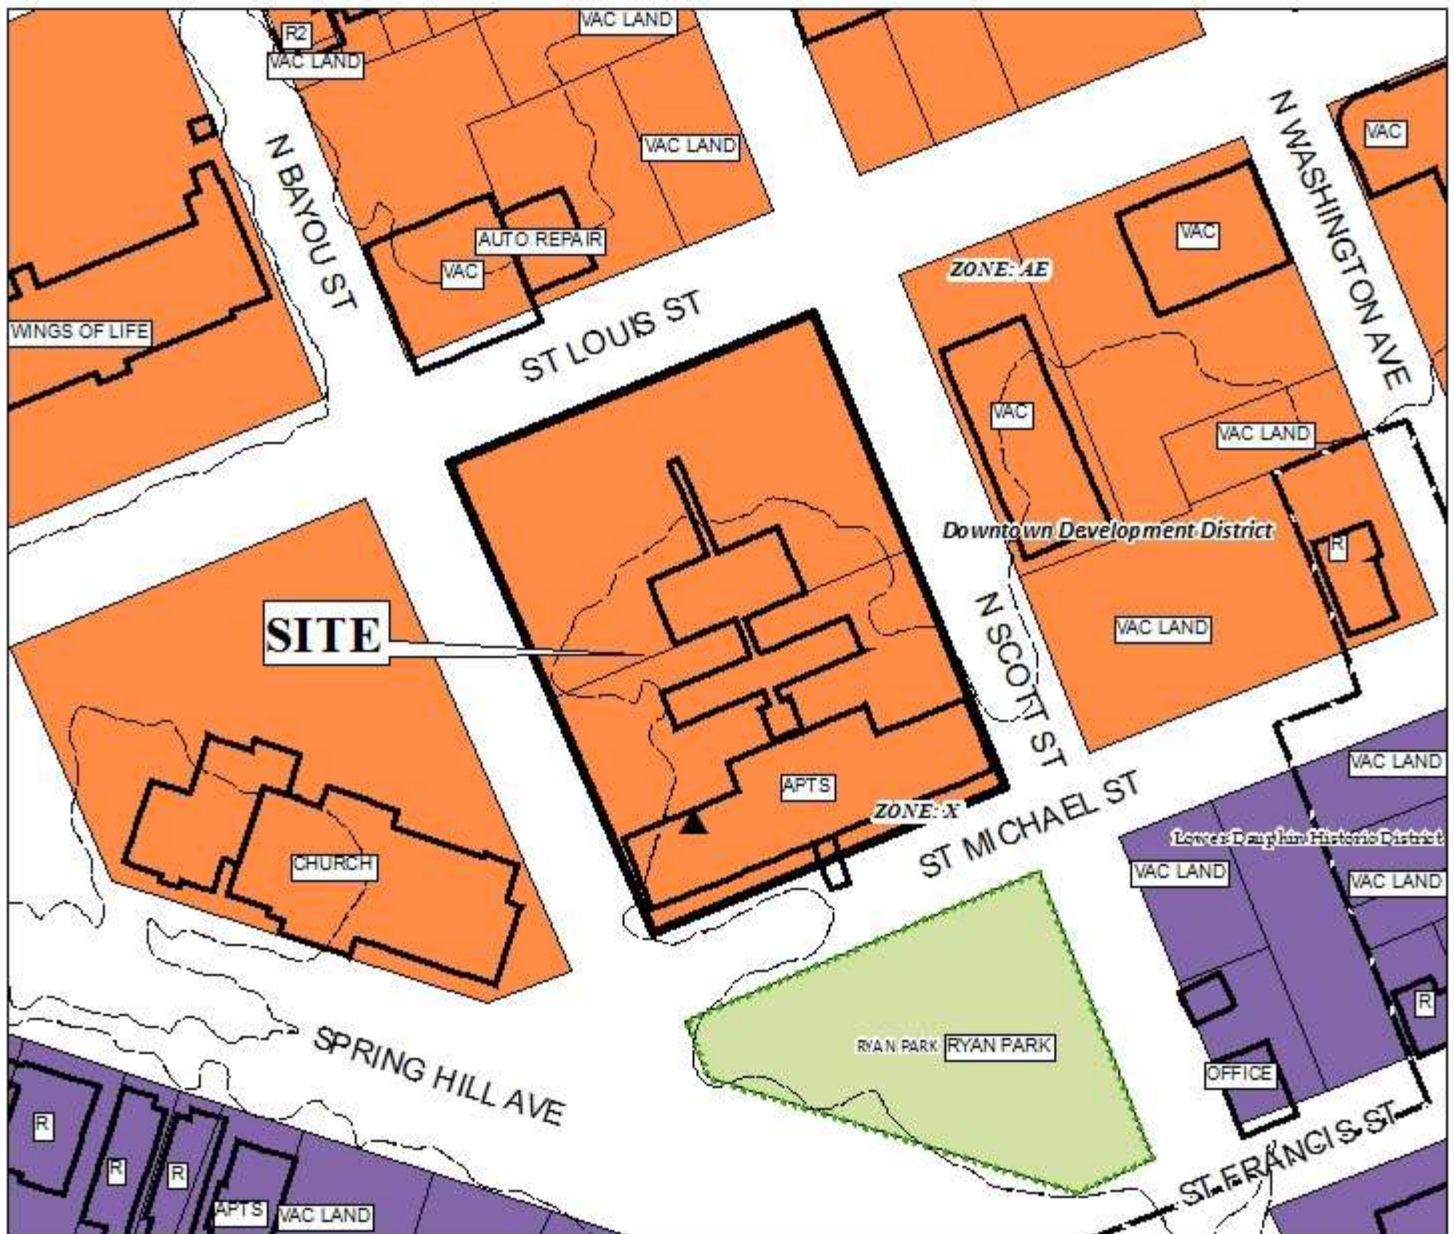 R2
VAC LAND
VAC LAND
N BAYOU ST
VAC LAND
N WASHINGTON AVE
VAC
AUTO REPAIR
VAC
VAC
ZONE: AE
WINGS OF LIFE
ST LOUIS ST
VAC
VAC LAND
Downtown Development District
R
SITE
N SCOTT ST
VAC LAND
VAC LAND
APTS
ZONE: X
ST MICHAEL ST
Lower Dauphin Historic District
CHURCH
VAC LAND
VAC LAND
R
SPRING HILL AVE
RYAN PARK
RYAN PARK
OFFICE
R
R
R
ST FRANCIS ST
APTS
VAC LAND